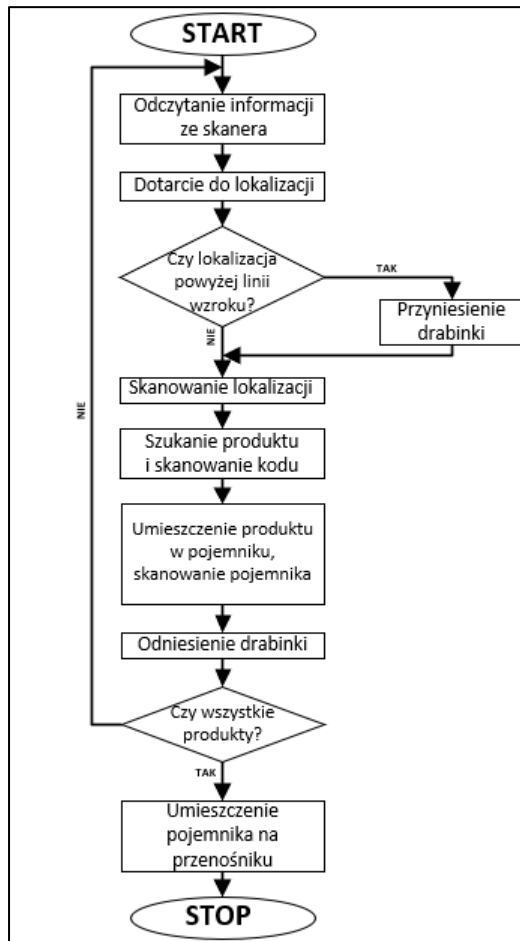 START
Odczytanie informacji
ze skanera
Dotarcie do lokalizacji
Czy lokalizacja
powyżej linii
wzroku?
TAK
Przyniesienie
drabinki
NIE
Skanowanie lokalizacji
NIE
Szukanie produktu
i skanowanie kodu
Umieszczenie produktu
w pojemniku,
skanowanie pojemnika
Odniesienie drabinki
Czy wszystkie
produkty?
TAK
Umieszczenie
pojemnika na
przenośniku
STOP